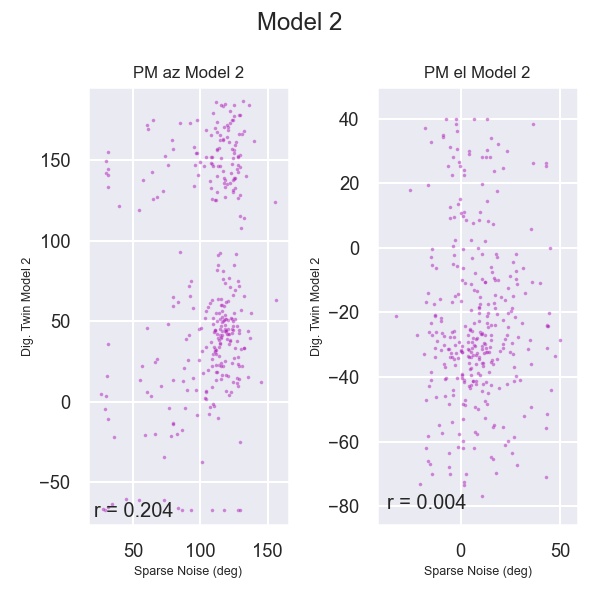 Model 2
PM az Model 2
Dig. Twin Model 2
150
100
50
0
−50
r = 0.204
50 100 150
Sparse Noise (deg)
PM el Model 2
Dig. Twin Model 2
40
20
0
−20
−40
−60
−80
r = 0.004
0 50
Sparse Noise (deg)